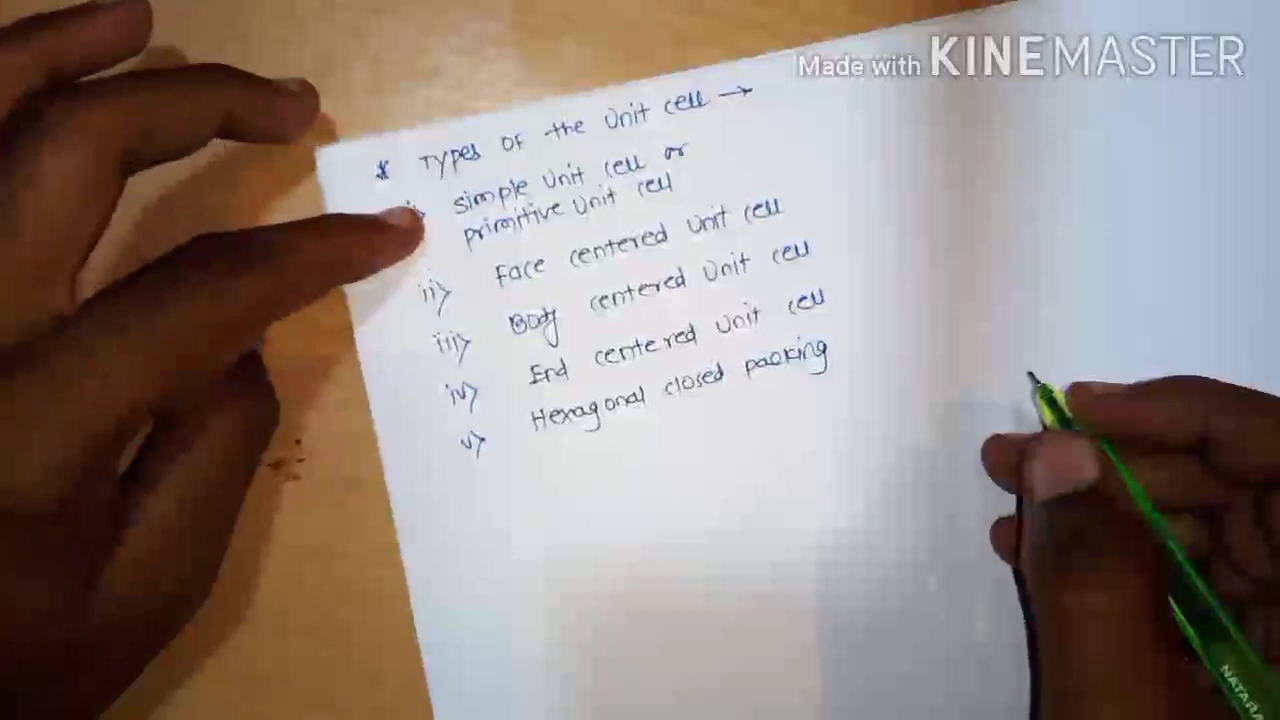 Made with KINEMASTER
* Types of the unit cell →
i> simple unit cell or
primitive unit cell
ii> Face centered unit cell
iii> Body centered unit cell
iv> End centered unit cell
v> Hexagonal closed packing